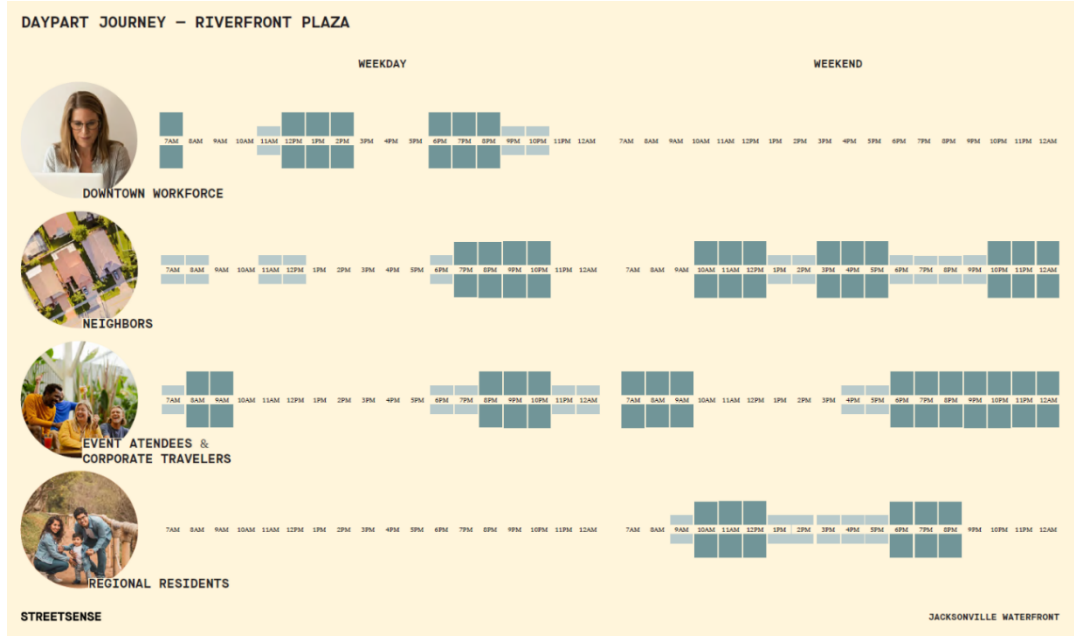 DAYPART JOURNEY – RIVERFRONT PLAZA
WEEKDAY WEEKEND
7AM 8AM 9AM 10AM 11AM 12PM 1PM 2PM 3PM 4PM 5PM 6PM 7PM 8PM 9PM 10PM 11PM 12AM 7AM 8AM 9AM 10AM 11AM 12PM 1PM 2PM 3PM 4PM 5PM 6PM 7PM 8PM 9PM 10PM 11PM 12AM
DOWNTOWN WORKFORCE
7AM 8AM 9AM 10AM 11AM 12PM 1PM 2PM 3PM 4PM 5PM 6PM 7PM 8PM 9PM 10PM 11PM 12AM 7AM 8AM 9AM 10AM 11AM 12PM 1PM 2PM 3PM 4PM 5PM 6PM 7PM 8PM 9PM 10PM 11PM 12AM
NEIGHBORS
7AM 8AM 9AM 10AM 11AM 12PM 1PM 2PM 3PM 4PM 5PM 6PM 7PM 8PM 9PM 10PM 11PM 12AM 7AM 8AM 9AM 10AM 11AM 12PM 1PM 2PM 3PM 4PM 5PM 6PM 7PM 8PM 9PM 10PM 11PM 12AM
EVENT ATENDEES &
CORPORATE TRAVELERS
7AM 8AM 9AM 10AM 11AM 12PM 1PM 2PM 3PM 4PM 5PM 6PM 7PM 8PM 9PM 10PM 11PM 12AM 7AM 8AM 9AM 10AM 11AM 12PM 1PM 2PM 3PM 4PM 5PM 6PM 7PM 8PM 9PM 10PM 11PM 12AM
REGIONAL RESIDENTS
STREETSENSE JACKSONVILLE WATERFRONT